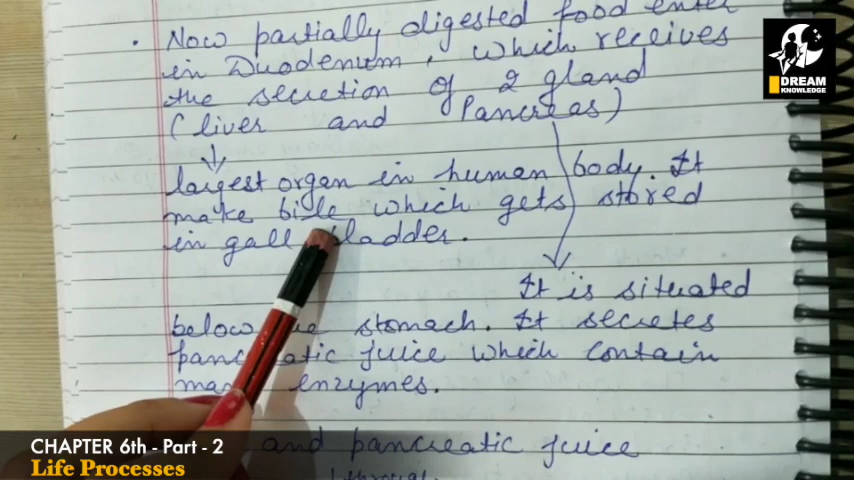 • Now partially digested food enter
in Duodenum, which receives
the secretion of 2 gland
(liver and Pancreas)
largest organ in human body. It
make bile which gets stored
in gall bladder.
It is situated
below the stomach. It secretes
pancreatic juice which contain
many enzymes.
and pancreatic juice
through
DREAM
KNOWLEDGE
CHAPTER 6th - Part - 2
Life Processes